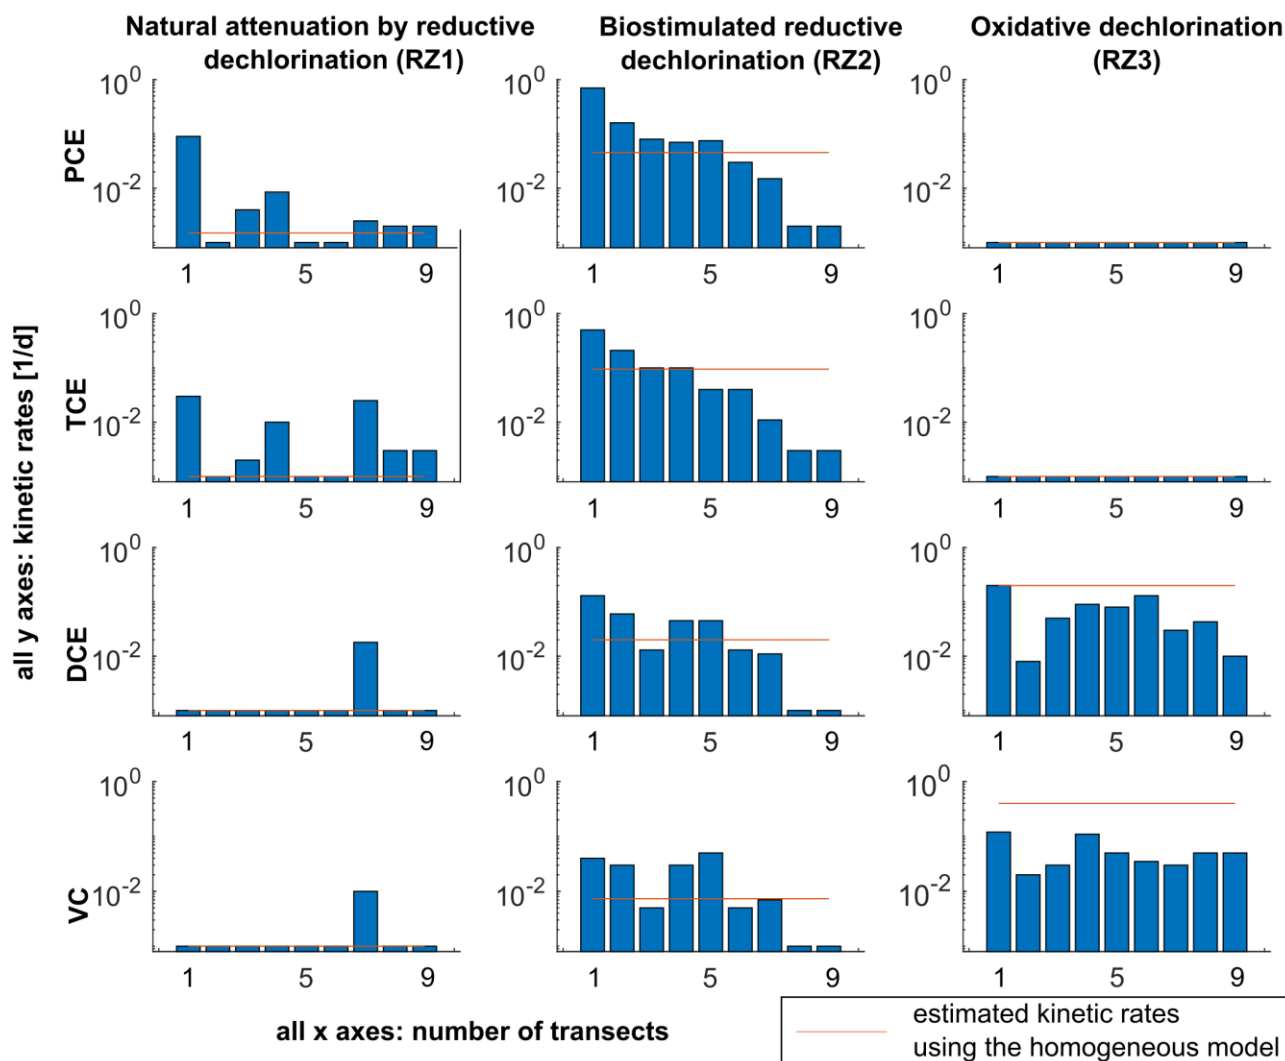 Natural attenuation by reductive
dechlorination (RZ1)
Biostimulated reductive
dechlorination (RZ2)
Oxidative dechlorination
(RZ3)
all y axes: kinetic rates [1/d]
PCE
10^0
10^-2
1 5 9
10^0
10^-2
1 5 9
10^0
10^-2
1 5 9
TCE
10^0
10^-2
1 5 9
10^0
10^-2
1 5 9
10^0
10^-2
1 5 9
DCE
10^0
10^-2
1 5 9
10^0
10^-2
1 5 9
10^0
10^-2
1 5 9
VC
10^0
10^-2
1 5 9
10^0
10^-2
1 5 9
10^0
10^-2
1 5 9
all x axes: number of transects
estimated kinetic rates
using the homogeneous model